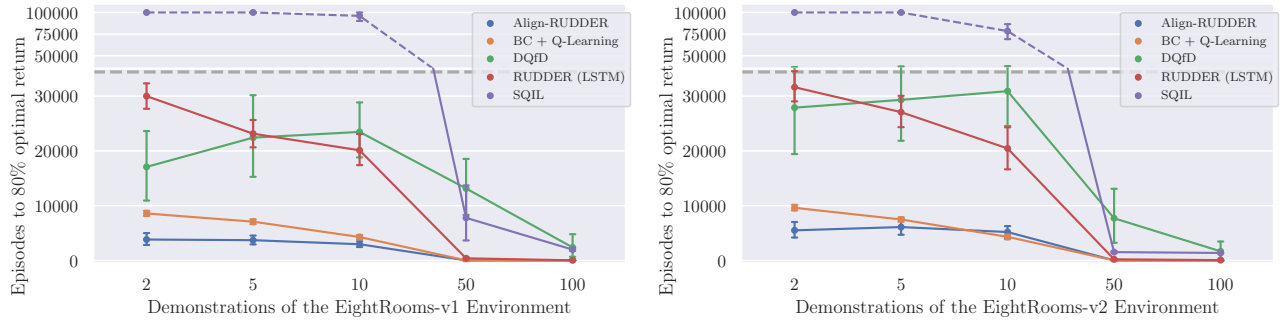 Episodes to 80% optimal return
100000
75000
50000
30000
20000
10000
0
Align-RUDDER
BC + Q-Learning
DQfD
RUDDER (LSTM)
SQIL
2 5 10 50 100
Demonstrations of the EightRooms-v1 Environment
Episodes to 80% optimal return
100000
75000
50000
30000
20000
10000
0
Align-RUDDER
BC + Q-Learning
DQfD
RUDDER (LSTM)
SQIL
2 5 10 50 100
Demonstrations of the EightRooms-v2 Environment